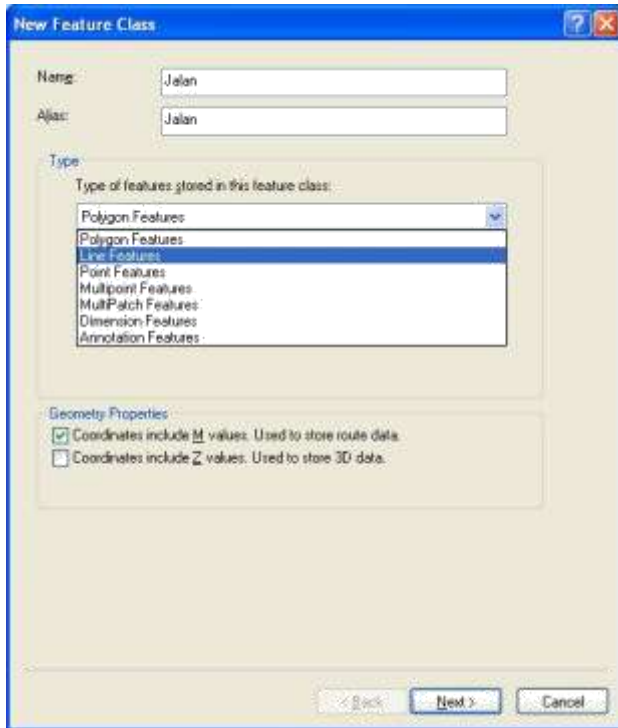 New Feature Class
Name:
Jalan
Alias:
Jalan
Type
Type of features stored in this feature class:
Polygon Features
Polygon Features
Line Features
Point Features
Multipoint Features
MultiPatch Features
Dimension Features
Annotation Features
Geometry Properties
Coordinates include M values. Used to store route data.
Coordinates include Z values. Used to store 3D data.
< Back
Next >
Cancel